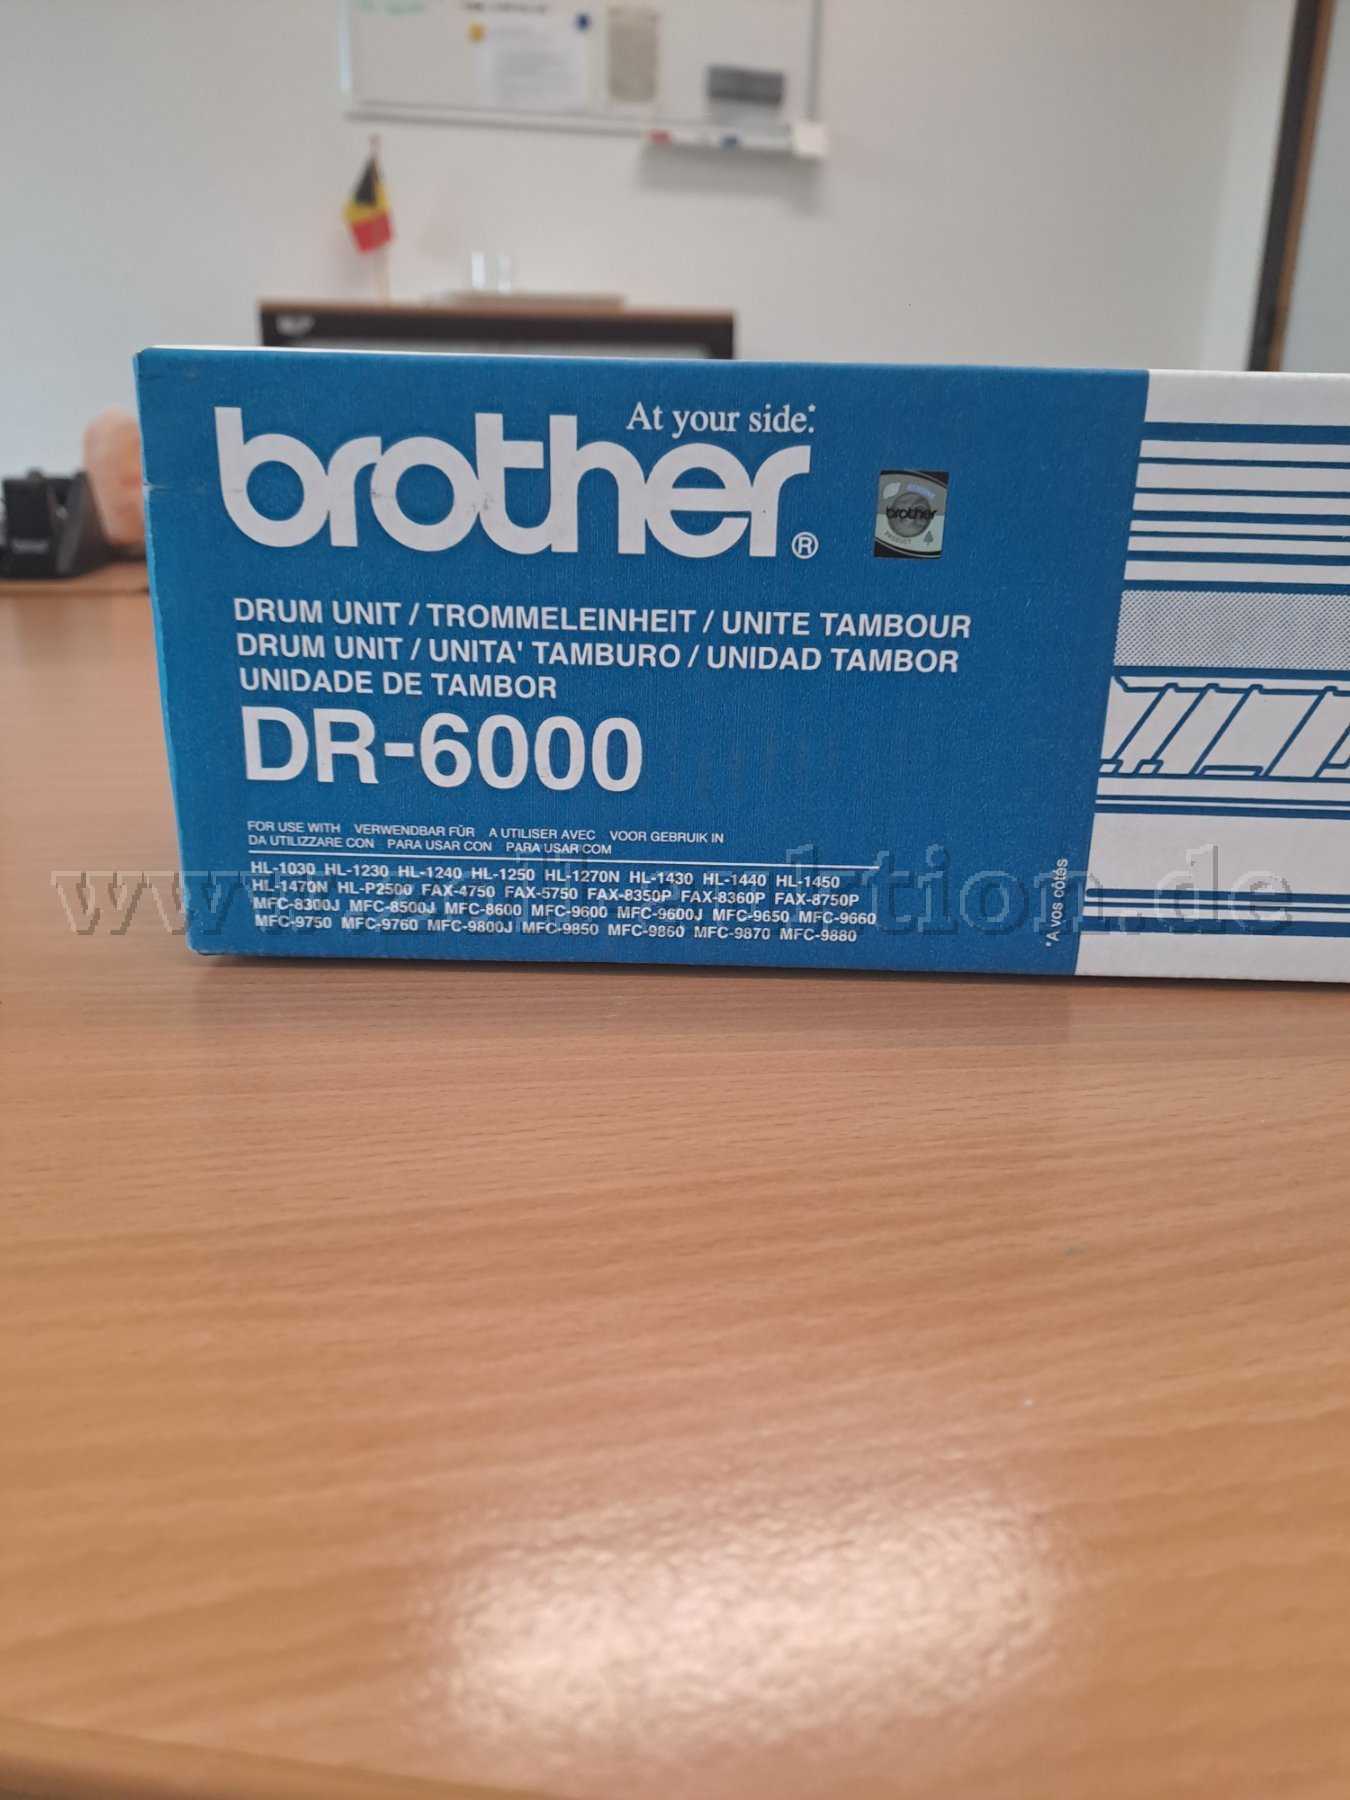 At your side.*
brother®
brother
PRODUCT
DRUM UNIT / TROMMELEINHEIT / UNITE TAMBOUR
DRUM UNIT / UNITA' TAMBURO / UNIDAD TAMBOR
UNIDADE DE TAMBOR
DR-6000
FOR USE WITH VERWENDBAR FÜR A UTILISER AVEC VOOR GEBRUIK IN
DA UTILIZZARE CON PARA USAR CON PARA USAR COM
HL-1030 HL-1230 HL-1240 HL-1250 HL-1270N HL-1430 HL-1440 HL-1450
HL-1470N HL-P2500 FAX-4750 FAX-5750 FAX-8350P FAX-8360P FAX-8750P
MFC-8300J MFC-8500J MFC-8600 MFC-9600 MFC-9600J MFC-9650 MFC-9660
MFC-9750 MFC-9760 MFC-9800J MFC-9850 MFC-9860 MFC-9870 MFC-9880
*A vos côtés